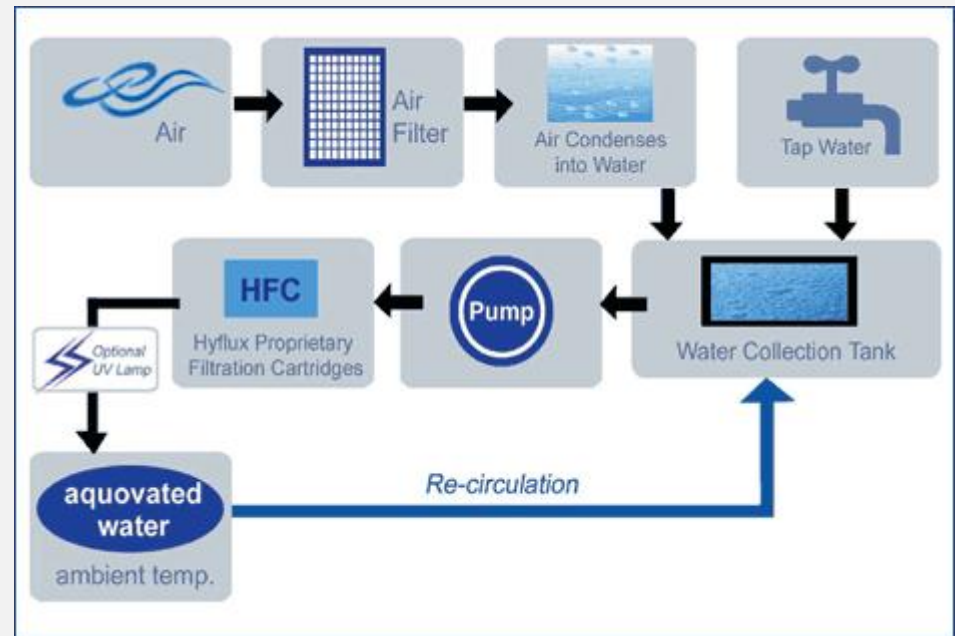 Air
Air
Filter
Air Condenses
into Water
Tap Water
HFC
Hyflux Proprietary
Filtration Cartridges
Pump
Water Collection Tank
Optional
UV Lamp
aquovated
water
ambient temp.
Re-circulation